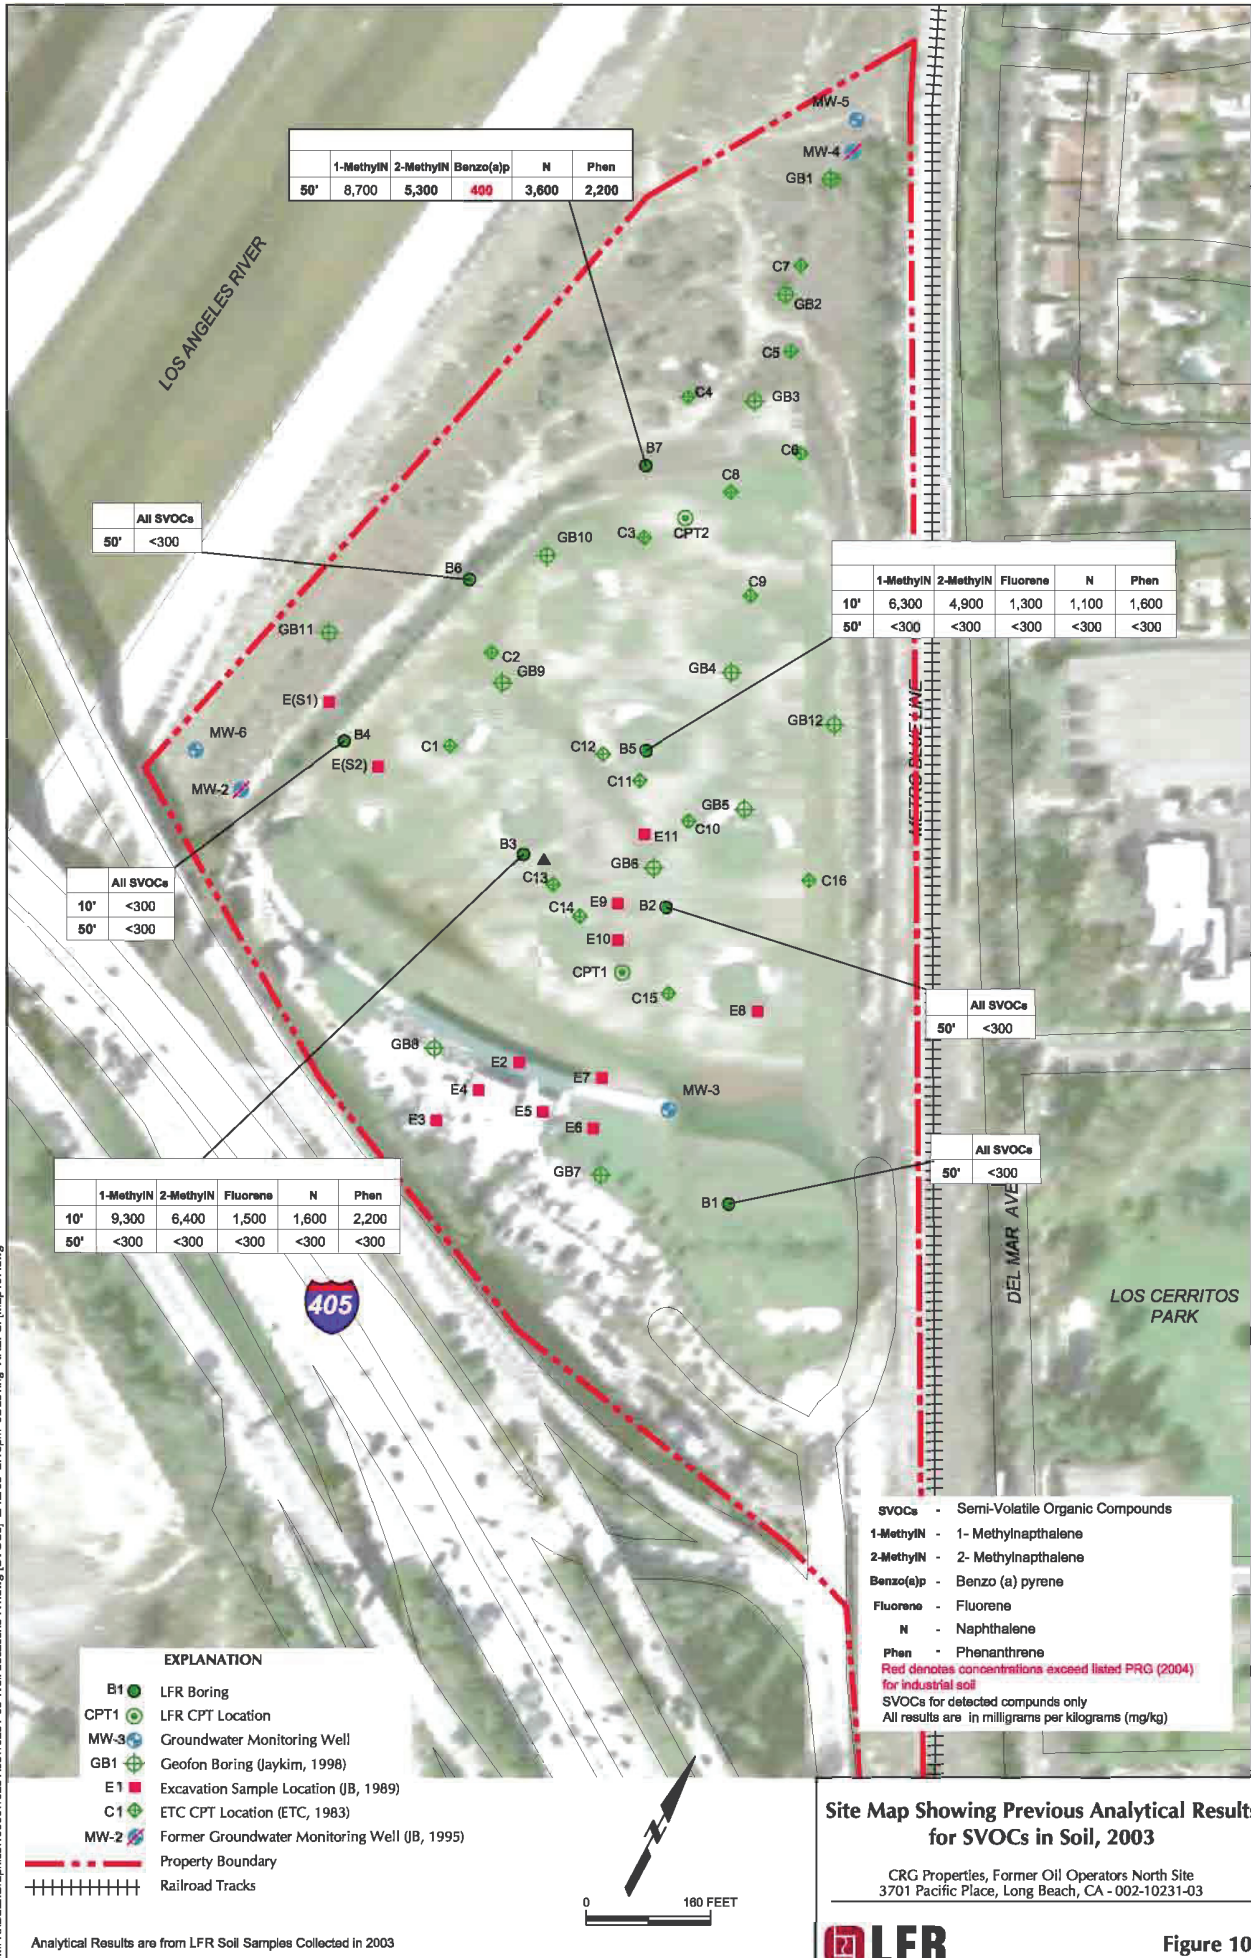 MW-5
MW-4
GB1
1-MethylN 2-MethylN Benzo(a)p N Phen
50' 8,700 5,300 400 3,600 2,200
LOS ANGELES RIVER
C7
GB2
C5
C4
GB3
B7
C6
C8
All SVOCs
50' <300
CPT2
C3
GB10
B6
1-MethylN 2-MethylN Fluorene N Phen
10' 6,300 4,900 1,300 1,100 1,600
50' <300 <300 <300 <300 <300
C9
GB11
C2
GB9
GB4
E(S1)
METRO BLUE LINE
GB12
MW-6
B4
C1
C12
B5
E(S2)
C11
MW-2
GB5
C10
E11
B3
GB6
C13
C16
All SVOCs
10' <300
50' <300
E9
B2
C14
E10
CPT1
C15
E8
All SVOCs
50' <300
GB8
E2
E7
E4
MW-3
E5
E3
E6
All SVOCs
50' <300
GB7
1-MethylN 2-MethylN Fluorene N Phen
10' 9,300 6,400 1,500 1,600 2,200
50' <300 <300 <300 <300 <300
B1
DEL MAR AVE
405
LOS CERRITOS
PARK
SVOCs - Semi-Volatile Organic Compounds
1-MethylN - 1- Methylnapthalene
2-MethylN - 2- Methylnapthalene
Benzo(a)p - Benzo (a) pyrene
Fluorene - Fluorene
N - Naphthalene
Phen - Phenanthrene
Red denotes concentrations exceed listed PRG (2004)
for industrial soil
SVOCs for detected compunds only
All results are in milligrams per kilograms (mg/kg)
EXPLANATION
B1 LFR Boring
CPT1 LFR CPT Location
MW-3 Groundwater Monitoring Well
GB1 Geofon Boring (Jaykim, 1998)
E1 Excavation Sample Location (JB, 1989)
C1 ETC CPT Location (ETC, 1983)
MW-2 Former Groundwater Monitoring Well (JB, 1995)
Property Boundary
Railroad Tracks
N
0 160 FEET
Analytical Results are from LFR Soil Samples Collected in 2003
Site Map Showing Previous Analytical Results
for SVOCs in Soil, 2003
CRG Properties, Former Oil Operators North Site
3701 Pacific Place, Long Beach, CA - 002-10231-03
LFR
Figure 10